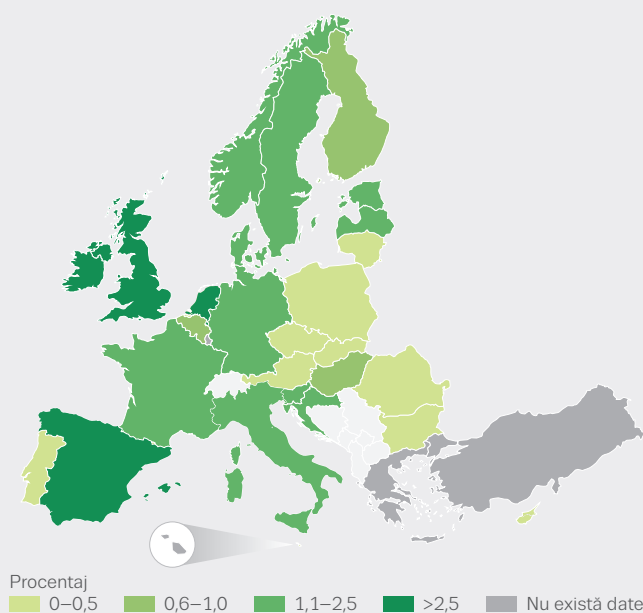 Procentaj
0–0,5 0,6–1,0 1,1–2,5 >2,5 Nu există date